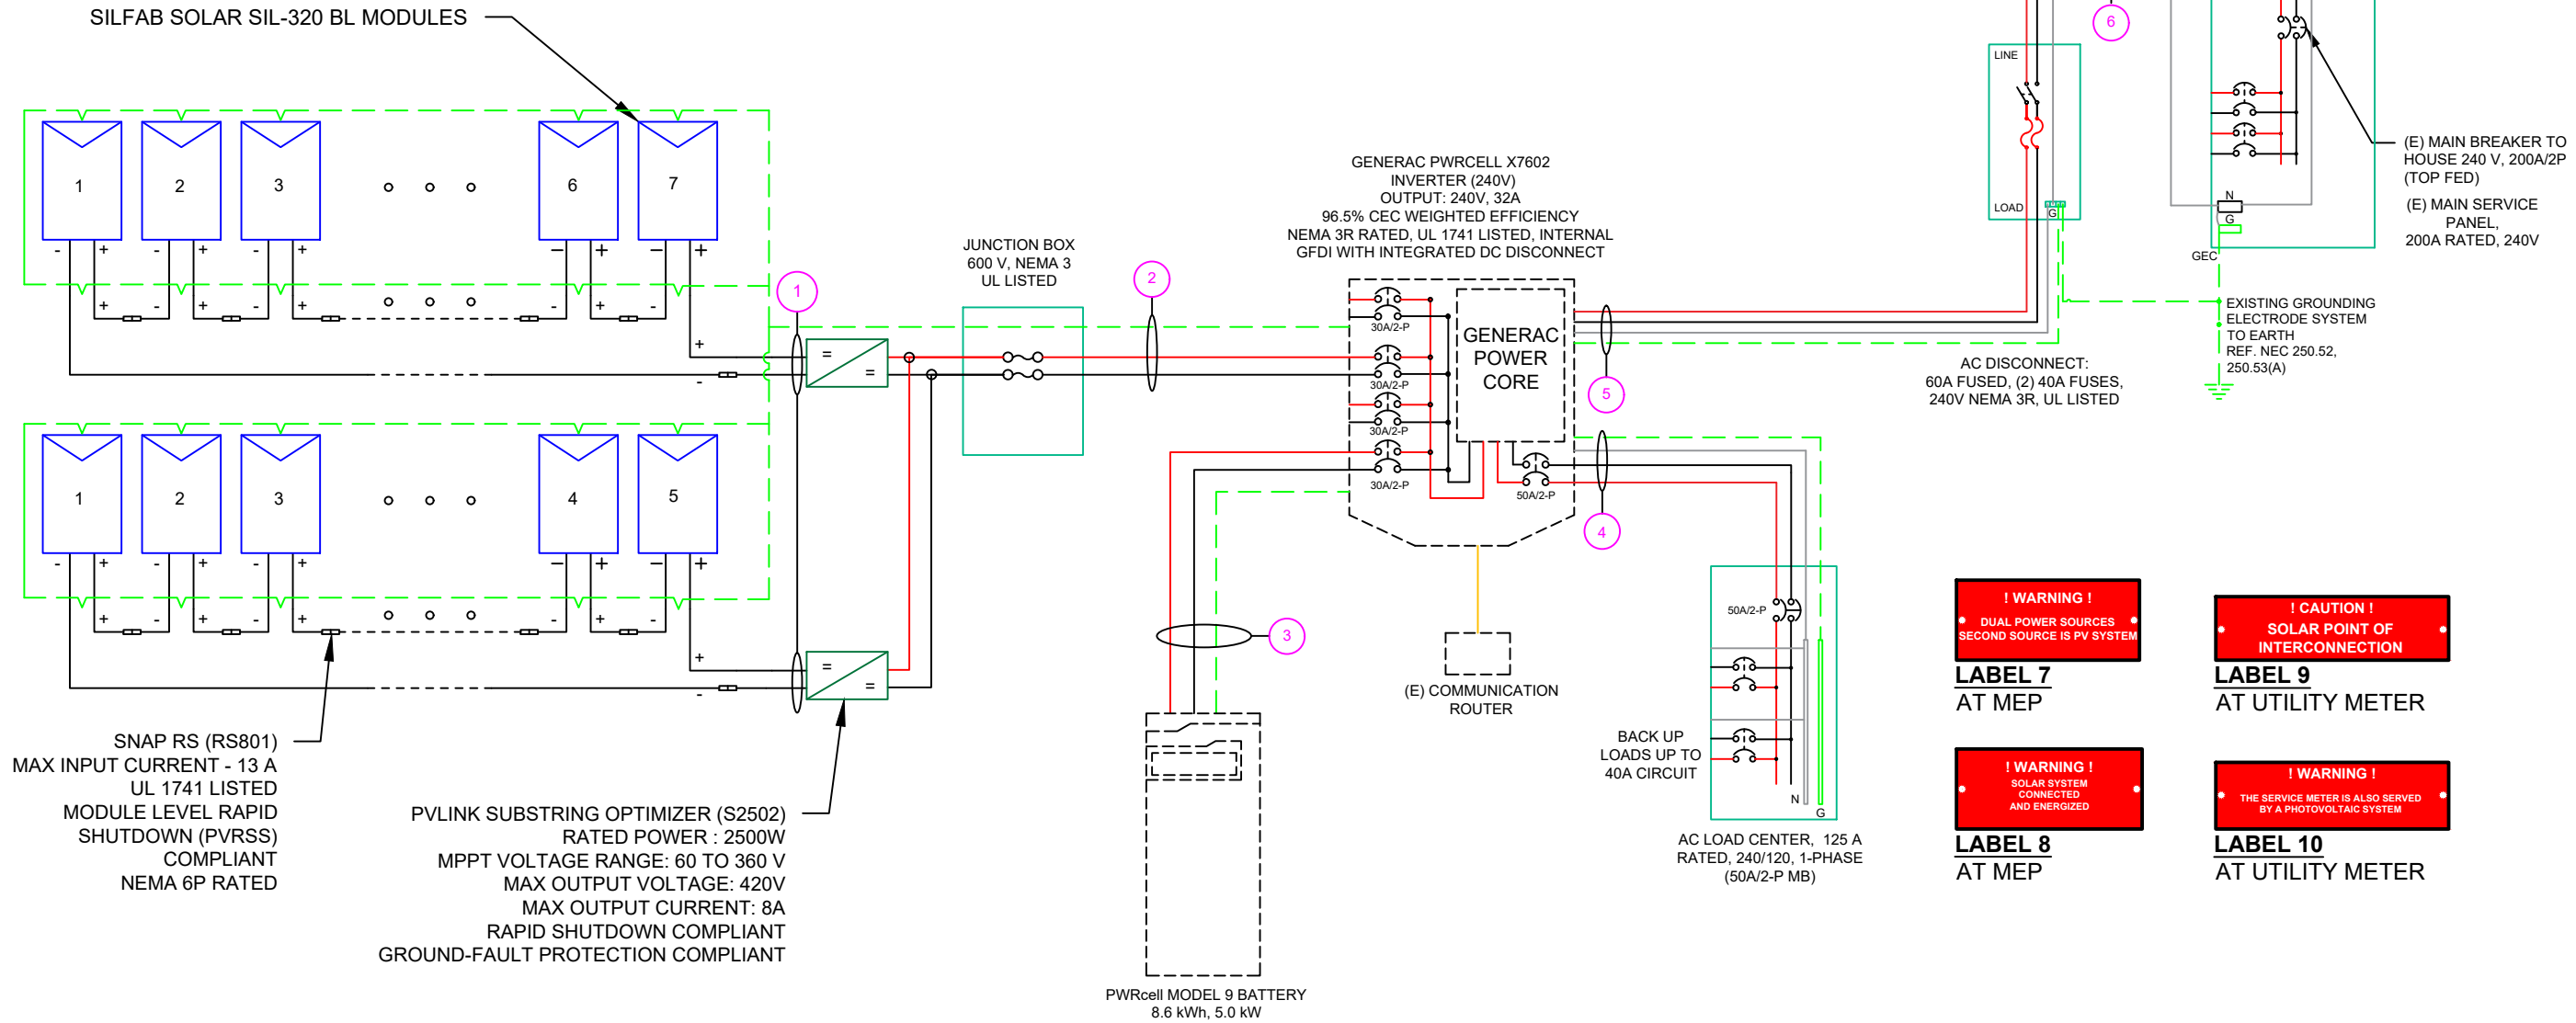 SILFAB SOLAR SIL-320 BL MODULES
1
2
3
6
7
- + - + - + - + - +
+ - + - + - + -
+
-
1
JUNCTION BOX
600 V, NEMA 3
UL LISTED
2
= =
1
2
3
4
5
- + - + - + - + - +
+ - + - + - + -
+
-
= =
SNAP RS (RS801)
MAX INPUT CURRENT - 13 A
UL 1741 LISTED
MODULE LEVEL RAPID
SHUTDOWN (PVRSS)
COMPLIANT
NEMA 6P RATED
PVLINK SUBSTRING OPTIMIZER (S2502)
RATED POWER : 2500W
MPPT VOLTAGE RANGE: 60 TO 360 V
MAX OUTPUT VOLTAGE: 420V
MAX OUTPUT CURRENT: 8A
RAPID SHUTDOWN COMPLIANT
GROUND-FAULT PROTECTION COMPLIANT
GENERAC PWRCELL X7602
INVERTER (240V)
OUTPUT: 240V, 32A
96.5% CEC WEIGHTED EFFICIENCY
NEMA 3R RATED, UL 1741 LISTED, INTERNAL
GFDI WITH INTEGRATED DC DISCONNECT
30A/2-P
30A/2-P
30A/2-P
30A/2-P
GENERAC
POWER
CORE
50A/2-P
3
4
5
PWRcell MODEL 9 BATTERY
8.6 kWh, 5.0 kW
(E) COMMUNICATION
ROUTER
50A/2-P
BACK UP
LOADS UP TO
40A CIRCUIT
N
G
AC LOAD CENTER, 125 A
RATED, 240/120, 1-PHASE
(50A/2-P MB)
LINE
LOAD
G
AC DISCONNECT:
60A FUSED, (2) 40A FUSES,
240V NEMA 3R, UL LISTED
6
N
G
GEC
(E) MAIN BREAKER TO
HOUSE 240 V, 200A/2P
(TOP FED)
(E) MAIN SERVICE
PANEL,
200A RATED, 240V
EXISTING GROUNDING
ELECTRODE SYSTEM
TO EARTH
REF. NEC 250.52,
250.53(A)
! WARNING !
DUAL POWER SOURCES
SECOND SOURCE IS PV SYSTEM
LABEL 7
AT MEP
! CAUTION !
SOLAR POINT OF
INTERCONNECTION
LABEL 9
AT UTILITY METER
! WARNING !
SOLAR SYSTEM
CONNECTED
AND ENERGIZED
LABEL 8
AT MEP
! WARNING !
THE SERVICE METER IS ALSO SERVED
BY A PHOTOVOLTAIC SYSTEM
LABEL 10
AT UTILITY METER